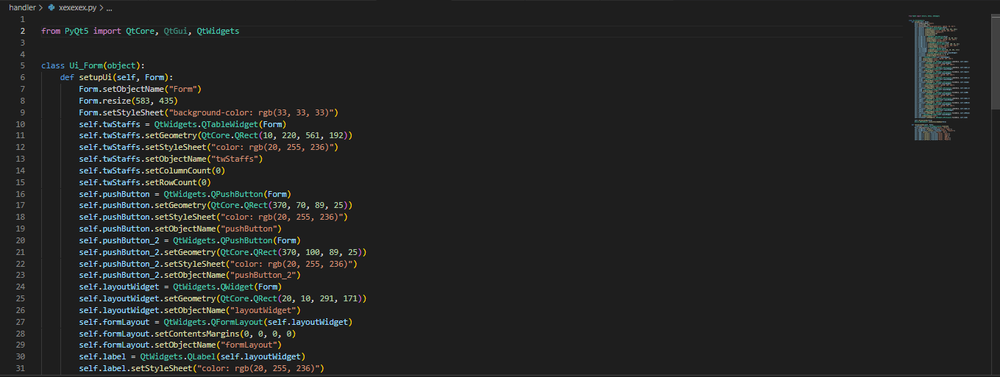 handler > xexexex.py > ...
1
2 from PyQt5 import QtCore, QtGui, QtWidgets
3
4
5 class Ui_Form(object):
6     def setupUi(self, Form):
7         Form.setObjectName("Form")
8         Form.resize(583, 435)
9         Form.setStyleSheet("background-color: rgb(33, 33, 33)")
10         self.twStaffs = QtWidgets.QTableWidget(Form)
11         self.twStaffs.setGeometry(QtCore.QRect(10, 220, 561, 192))
12         self.twStaffs.setStyleSheet("color: rgb(20, 255, 236)")
13         self.twStaffs.setObjectName("twStaffs")
14         self.twStaffs.setColumnCount(0)
15         self.twStaffs.setRowCount(0)
16         self.pushButton = QtWidgets.QPushButton(Form)
17         self.pushButton.setGeometry(QtCore.QRect(370, 70, 89, 25))
18         self.pushButton.setStyleSheet("color: rgb(20, 255, 236)")
19         self.pushButton.setObjectName("pushButton")
20         self.pushButton_2 = QtWidgets.QPushButton(Form)
21         self.pushButton_2.setGeometry(QtCore.QRect(370, 100, 89, 25))
22         self.pushButton_2.setStyleSheet("color: rgb(20, 255, 236)")
23         self.pushButton_2.setObjectName("pushButton_2")
24         self.layoutWidget = QtWidgets.QWidget(Form)
25         self.layoutWidget.setGeometry(QtCore.QRect(20, 10, 291, 171))
26         self.layoutWidget.setObjectName("layoutWidget")
27         self.formLayout = QtWidgets.QFormLayout(self.layoutWidget)
28         self.formLayout.setContentsMargins(0, 0, 0, 0)
29         self.formLayout.setObjectName("formLayout")
30         self.label = QtWidgets.QLabel(self.layoutWidget)
31         self.label.setStyleSheet("color: rgb(20, 255, 236)")